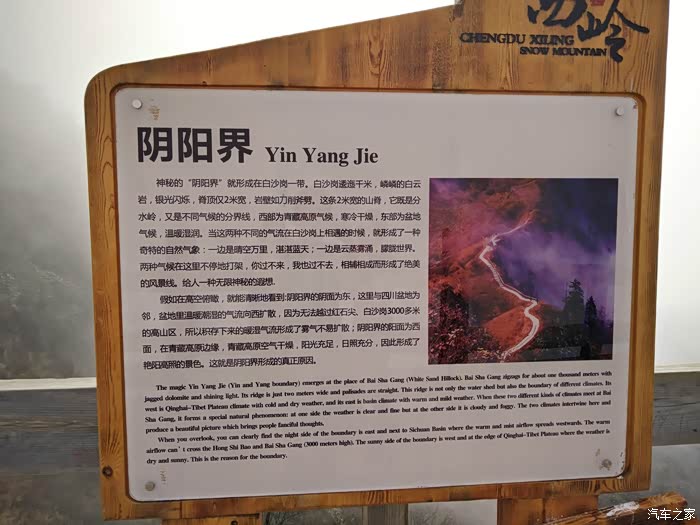 西岭
CHENGDU XILING
SNOW MOUNTAIN
阴阳界 Yin Yang Jie
神秘的“阴阳界”就形成在白沙岗一带。白沙岗逶迤千米，嶙嶙的白云
岩，银光闪烁，脊顶仅2米宽，岩壁如刀削斧劈。这条2米宽的山脊，它既是分
水岭，又是不同气候的分界线，西部为青藏高原气候，寒冷干燥，东部为盆地
气候，温暖湿润。当这两种不同的气流在白沙岗上相遇的时候，就形成了一种
奇特的自然气象：一边是晴空万里，湛湛蓝天；一边是云蒸雾涌，朦胧世界。
两种气候在这里不停地打架，你过不来，我也过不去，相辅相成而形成了绝美
的风景线。给人一种无限神秘的遐想.
假如在高空俯瞰，就能清晰地看到:阴阳界的阴面为东，这里与四川盆地为
邻，盆地里温暖潮湿的气流向西扩散，因为无法越过红石尖、白沙岗3000多米
的高山区，所以积存下来的暖湿气流形成了雾气不易扩散；阴阳界的阳面为西
面，在青藏高原边缘，青藏高原空气干燥，阳光充足，日照充分，因此形成了
艳阳高照的景色。这就是阴阳界形成的真正原因。
The magic Yin Yang Jie (Yin and Yang boundary) emerges at the place of Bai Sha Gang (White Sand Hillock). Bai Sha Gang zigzags for about one thousand meters with
jagged dolomite and shining light. Its ridge is just two meters wide and palisades are straight. This ridge is not only the water shed but also the boundary of different climates. Its
west is Qinghai-Tibet Plateau climate with cold and dry weather, and its east is basin climate with warm and mild weather. When these two different kinds of climates meet at Bai
Sha Gang, it forms a special natural phenomenon: at one side the weather is clear and fine but at the other side it is cloudy and foggy. The two climates intertwine here and
produce a beautiful picture which brings people fanciful thoughts.
When you overlook, you can clearly find the night side of the boundary is east and next to Sichuan Basin where the warm and mist airflow spreads westwards. The warm
airflow can`t cross the Hong Shi Bao and Bai Sha Gang (3000 meters high). The sunny side of the boundary is west and at the edge of Qinghai-Tibet Plateau where the weather is
dry and sunny. This is the reason for the boundary.
汽车之家